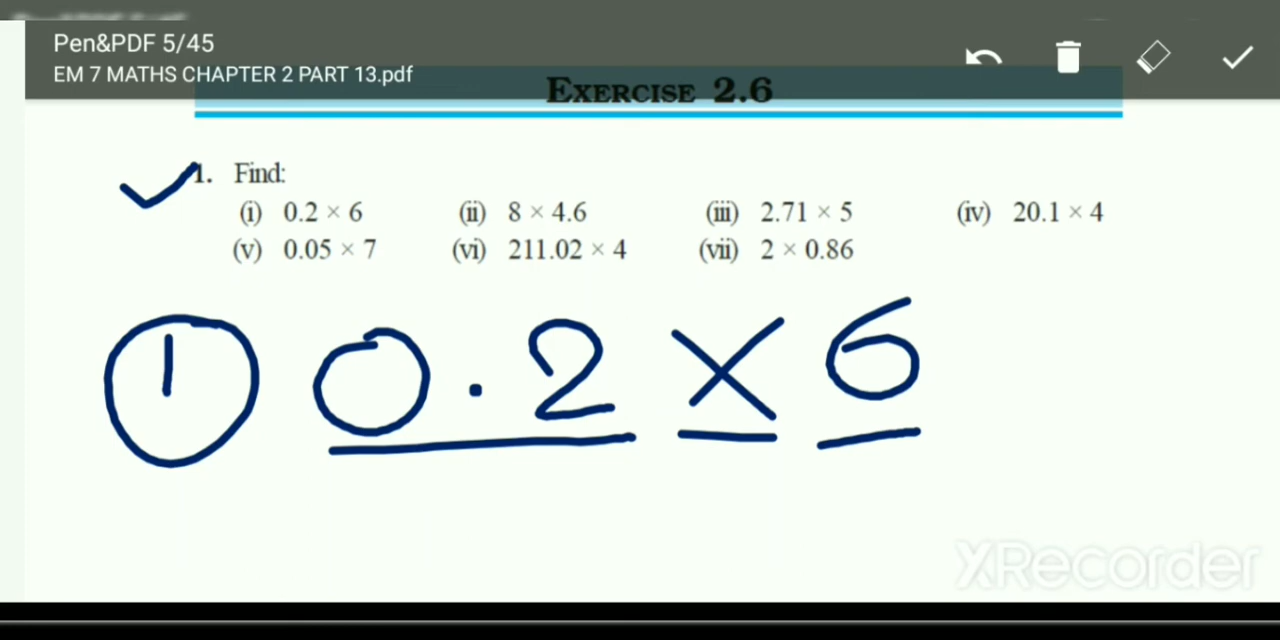 Pen&PDF 5/45
EM 7 MATHS CHAPTER 2 PART 13.pdf
EXERCISE 2.6
1. Find:
(i) 0.2 × 6 (ii) 8 × 4.6 (iii) 2.71 × 5 (iv) 20.1 × 4
(v) 0.05 × 7 (vi) 211.02 × 4 (vii) 2 × 0.86
1 0.2 × 6
XRecorder